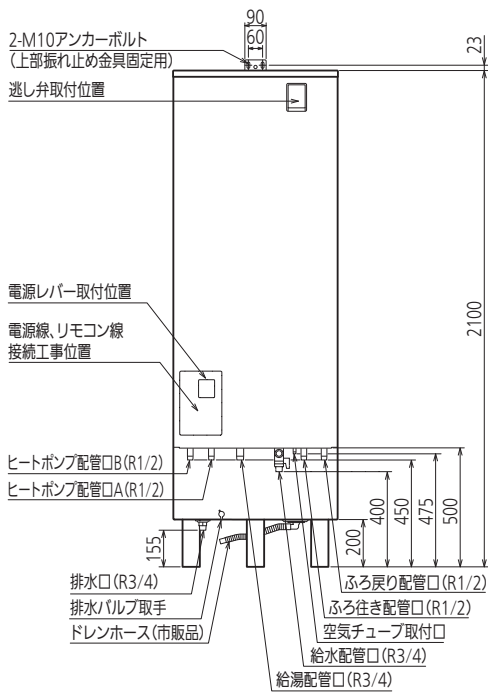 90
60
23
2-M10アンカーボルト
(上部振れ止め金具固定用)
逃し弁取付位置
2100
電源レバー取付位置
電源線、リモコン線
接続工事位置
ヒートポンプ配管口B(R1/2)
ヒートポンプ配管口A(R1/2)
155
200
400
450
475
500
排水口(R3/4)
排水バルブ取手
ドレンホース(市販品)
ふろ戻り配管口(R1/2)
ふろ往き配管口(R1/2)
空気チューブ取付口
給水配管口(R3/4)
給湯配管口(R3/4)